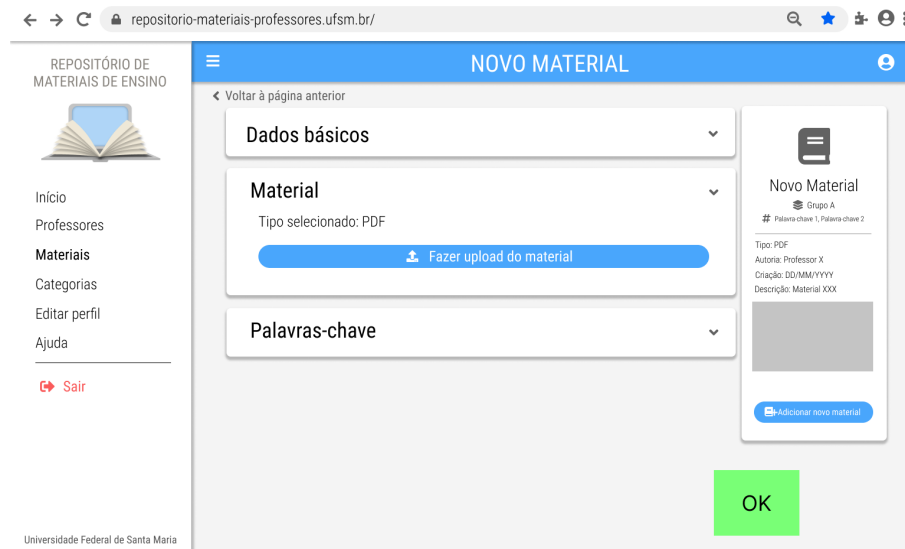 repositorio-materiais-professores.ufsm.br/
REPOSITÓRIO DE
MATERIAIS DE ENSINO
Início
Professores
Materiais
Categorias
Editar perfil
Ajuda
Sair
Universidade Federal de Santa Maria
NOVO MATERIAL
Voltar à página anterior
Dados básicos
Material
Tipo selecionado: PDF
Fazer upload do material
Palavras-chave
Novo Material
Grupo A
# Palavra-chave 1, Palavra-chave 2
Tipo: PDF
Autoria: Professor X
Criação: DD/MM/YYYY
Descrição: Material XXX
Adicionar novo material
OK